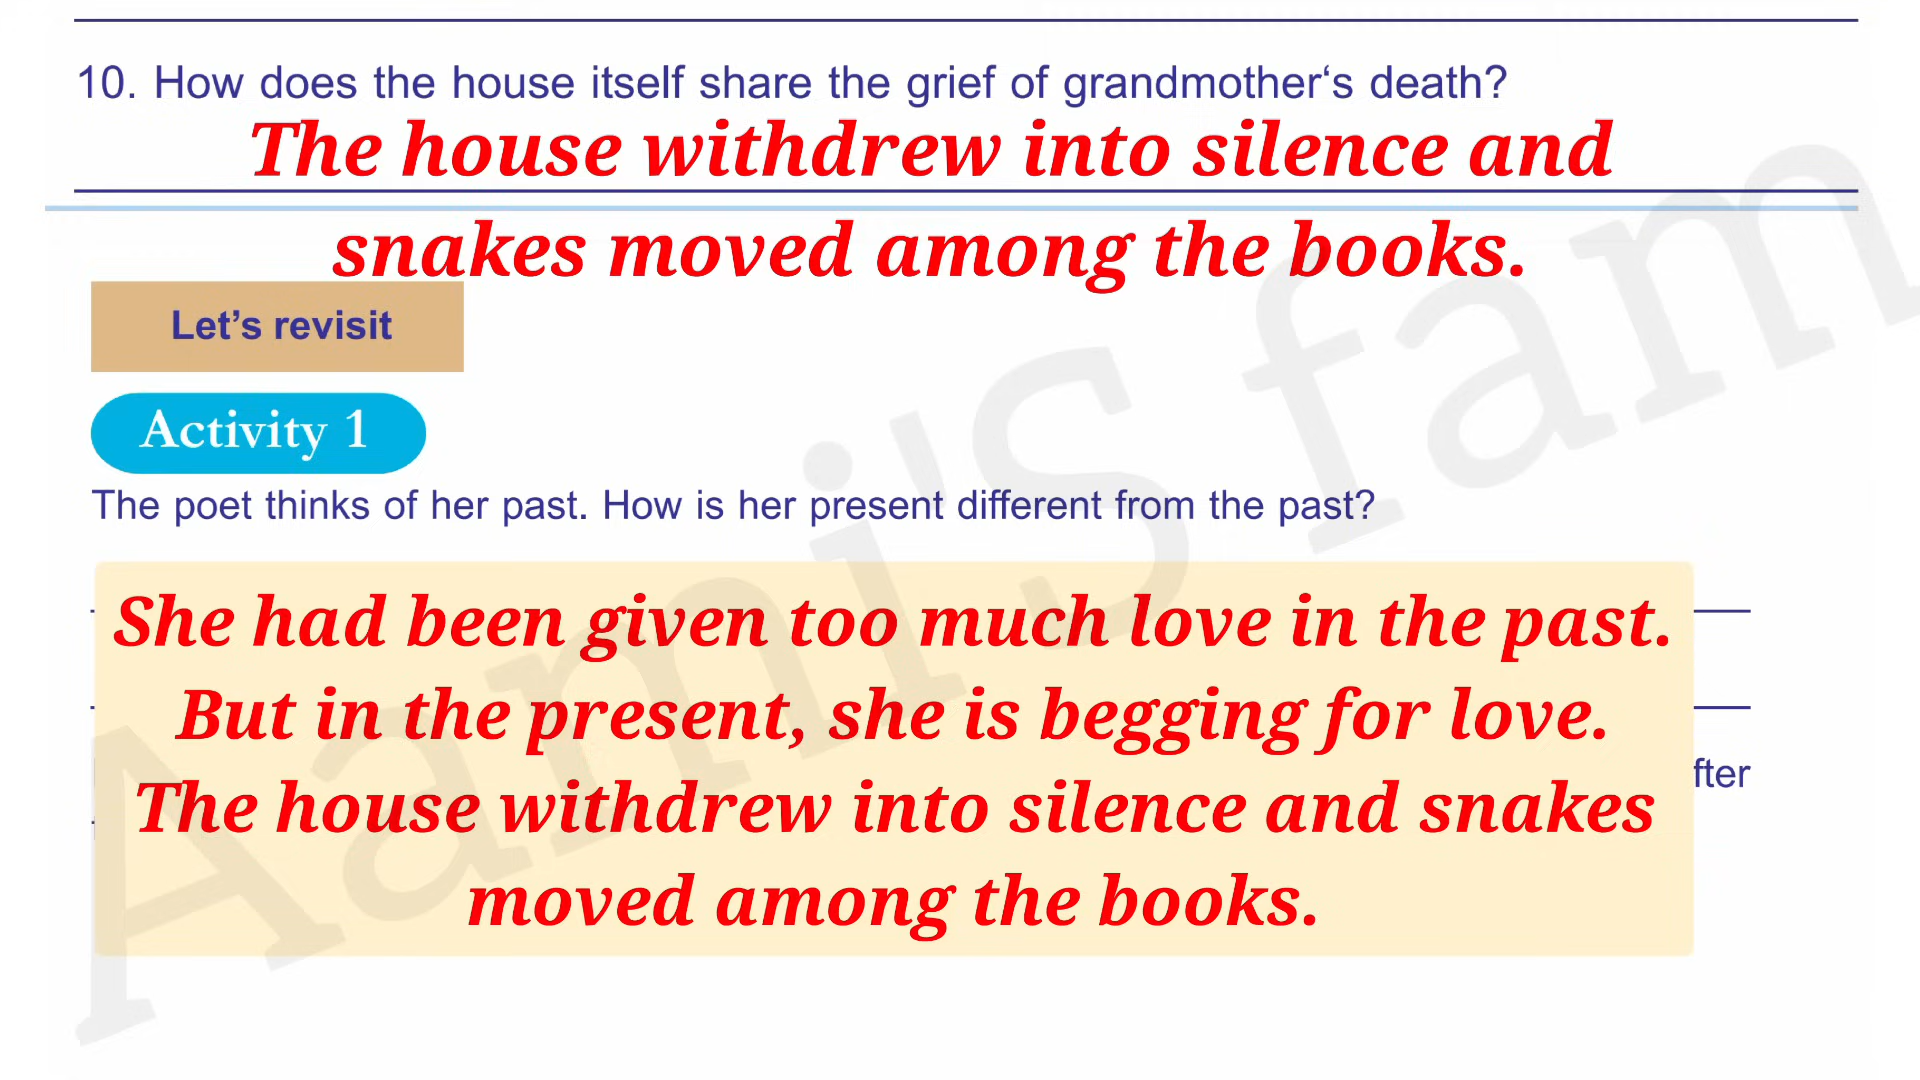 10. How does the house itself share the grief of grandmother‘s death?
The house withdrew into silence and
snakes moved among the books.
Let’s revisit
Activity 1
The poet thinks of her past. How is her present different from the past?
She had been given too much love in the past.
But in the present, she is begging for love.
fter
The house withdrew into silence and snakes
moved among the books.
Aami'S fam